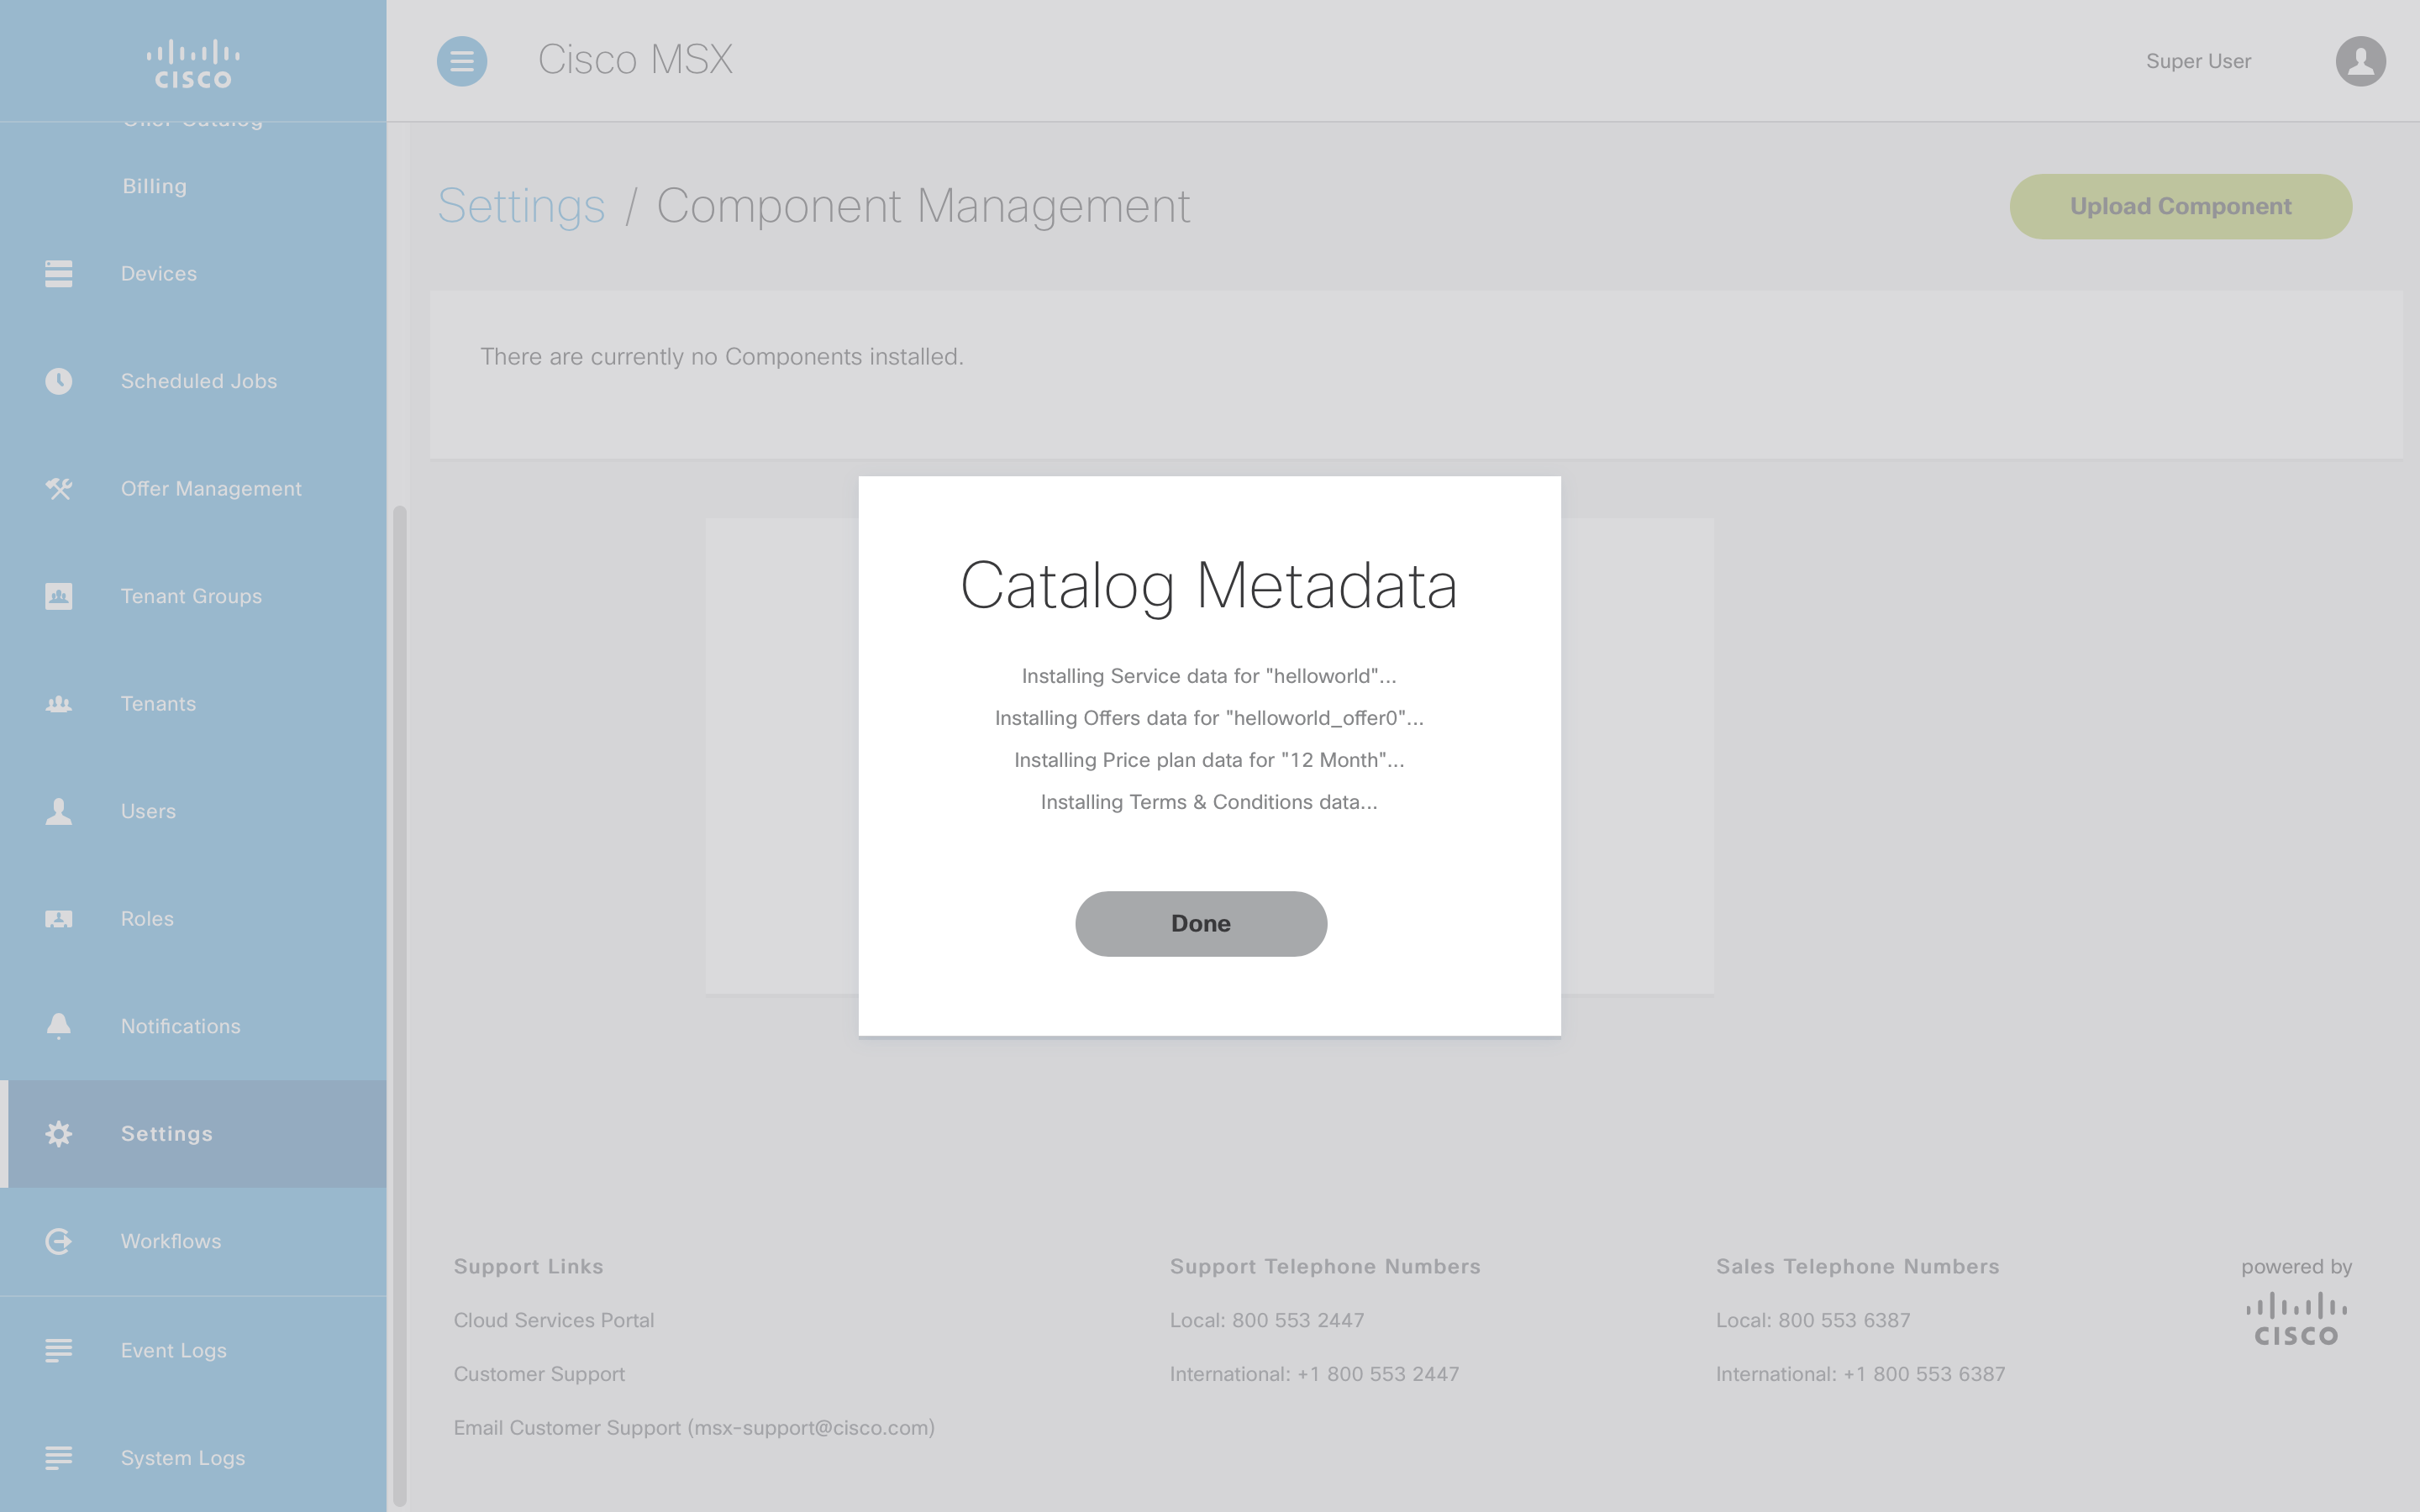 CISCO
Cisco MSX
Super User
Offer Catalog
Billing
Devices
Scheduled Jobs
Offer Management
Tenant Groups
Tenants
Users
Roles
Notifications
Settings
Workflows
Event Logs
System Logs
Settings / Component Management
Upload Component
There are currently no Components installed.
Catalog Metadata
Installing Service data for "helloworld"...
Installing Offers data for "helloworld_offer0"...
Installing Price plan data for "12 Month"...
Installing Terms & Conditions data...
Done
Support Links
Cloud Services Portal
Customer Support
Email Customer Support (msx-support@cisco.com)
Support Telephone Numbers
Local: 800 553 2447
International: +1 800 553 2447
Sales Telephone Numbers
Local: 800 553 6387
International: +1 800 553 6387
powered by
CISCO